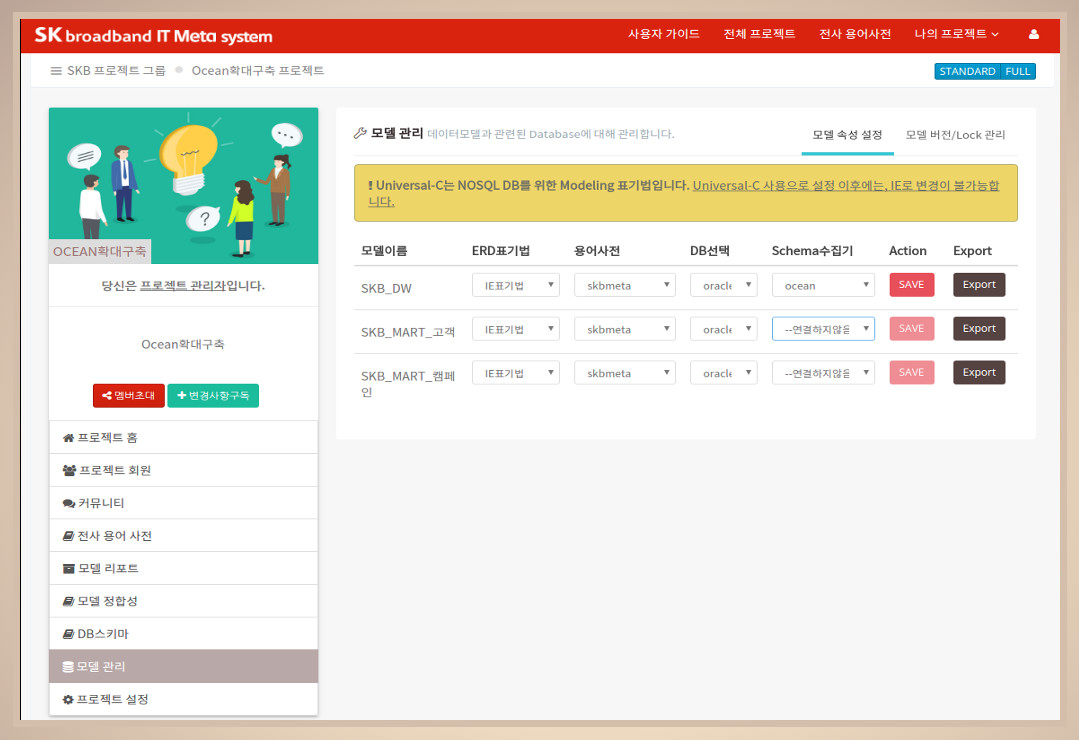 SK broadband IT Meta system
사용자 가이드 전체 프로젝트 전사 용어사전 나의 프로젝트
SKB 프로젝트 그룹 Ocean확대구축 프로젝트
STANDARD FULL
OCEAN확대구축
당신은 프로젝트 관리자입니다.
Ocean확대구축
멤버초대 변경사항구독
프로젝트 홈
프로젝트 회원
커뮤니티
전사 용어 사전
모델 리포트
모델 정합성
DB스키마
모델 관리
프로젝트 설정
모델 관리 데이터모델과 관련된 Database에 대해 관리합니다.
모델 속성 설정 모델 버전/Lock 관리
! Universal-C는 NOSQL DB를 위한 Modeling 표기법입니다. Universal-C 사용으로 설정 이후에는, IE로 변경이 불가능합
니다.
모델이름 ERD표기법 용어사전 DB선택 Schema수집기 Action Export
SKB_DW IE표기법 skbmeta oracle ocean SAVE Export
SKB_MART_고객 IE표기법 skbmeta oracle --연결하지않음 SAVE Export
SKB_MART_캠페 IE표기법 skbmeta oracle --연결하지않음 SAVE Export
인